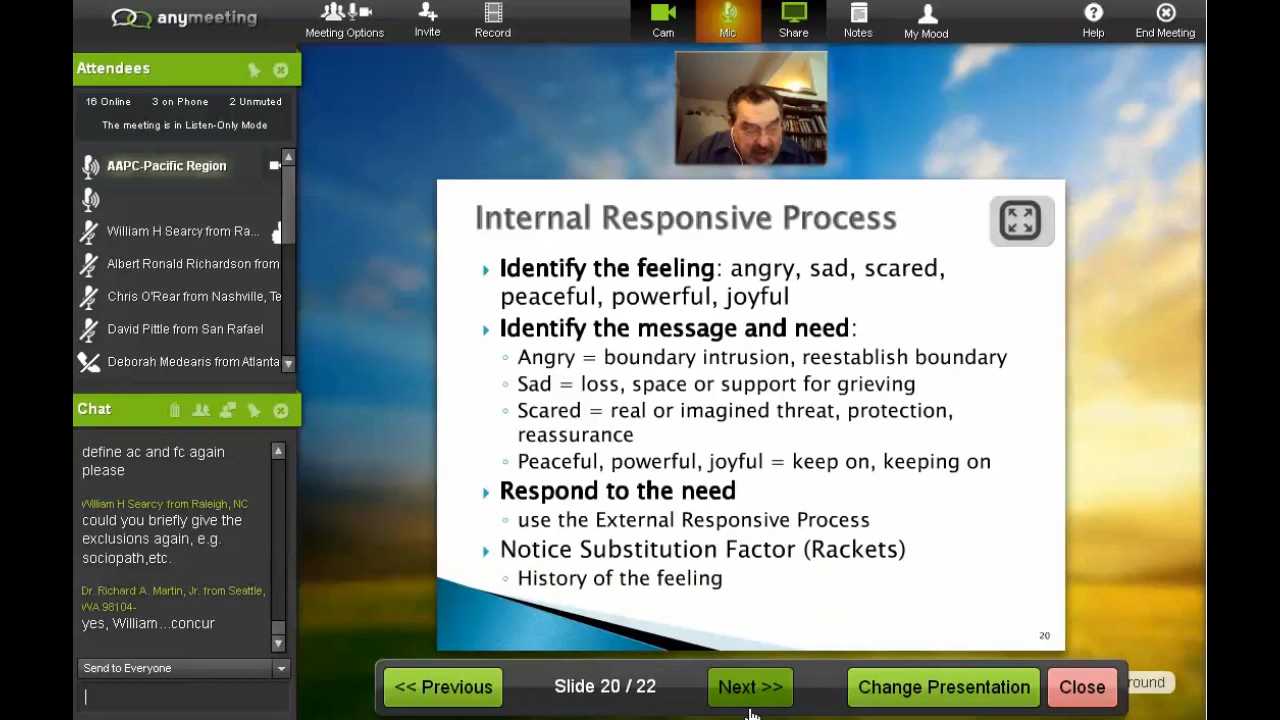 anymeeting
Meeting Options
Invite
Record
Cam
Mic
Share
Notes
My Mood
Help
End Meeting
Attendees
16 Online 3 on Phone 2 Unmuted
The meeting is in Listen-Only Mode
AAPC-Pacific Region
William H Searcy from Ra...
Albert Ronald Richardson from
Chris O'Rear from Nashville, Te
David Pittle from San Rafael
Deborah Medearis from Atlanta
Chat
define ac and fc again
please
William H Searcy from Raleigh, NC
could you briefly give the
exclusions again, e.g.
sociopath,etc.
Dr. Richard A. Martin, Jr. from Seattle,
WA 98104-
yes, William...concur
Send to Everyone
Internal Responsive Process
Identify the feeling: angry, sad, scared,
peaceful, powerful, joyful
Identify the message and need:
Angry = boundary intrusion, reestablish boundary
Sad = loss, space or support for grieving
Scared = real or imagined threat, protection,
reassurance
Peaceful, powerful, joyful = keep on, keeping on
Respond to the need
use the External Responsive Process
Notice Substitution Factor (Rackets)
History of the feeling
20
<< Previous
Slide 20 / 22
Next >>
Change Presentation
Close
round